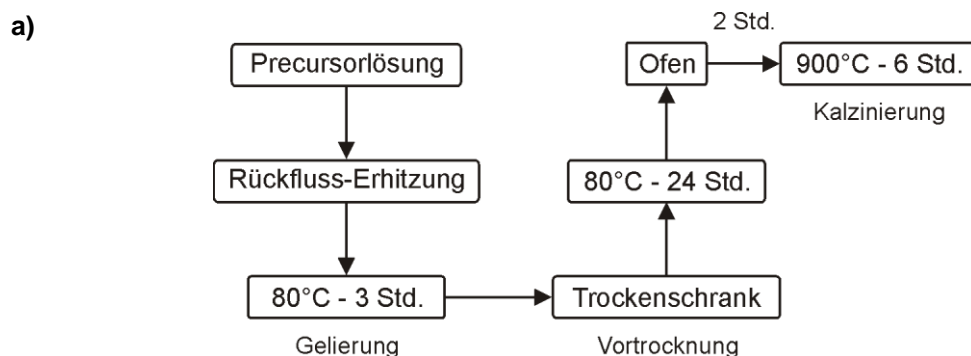 a)
Precursorlösung
Rückfluss-Erhitzung
80°C - 3 Std.
Gelierung
Trockenschrank
Vortrocknung
80°C - 24 Std.
Ofen
2 Std.
900°C - 6 Std.
Kalzinierung